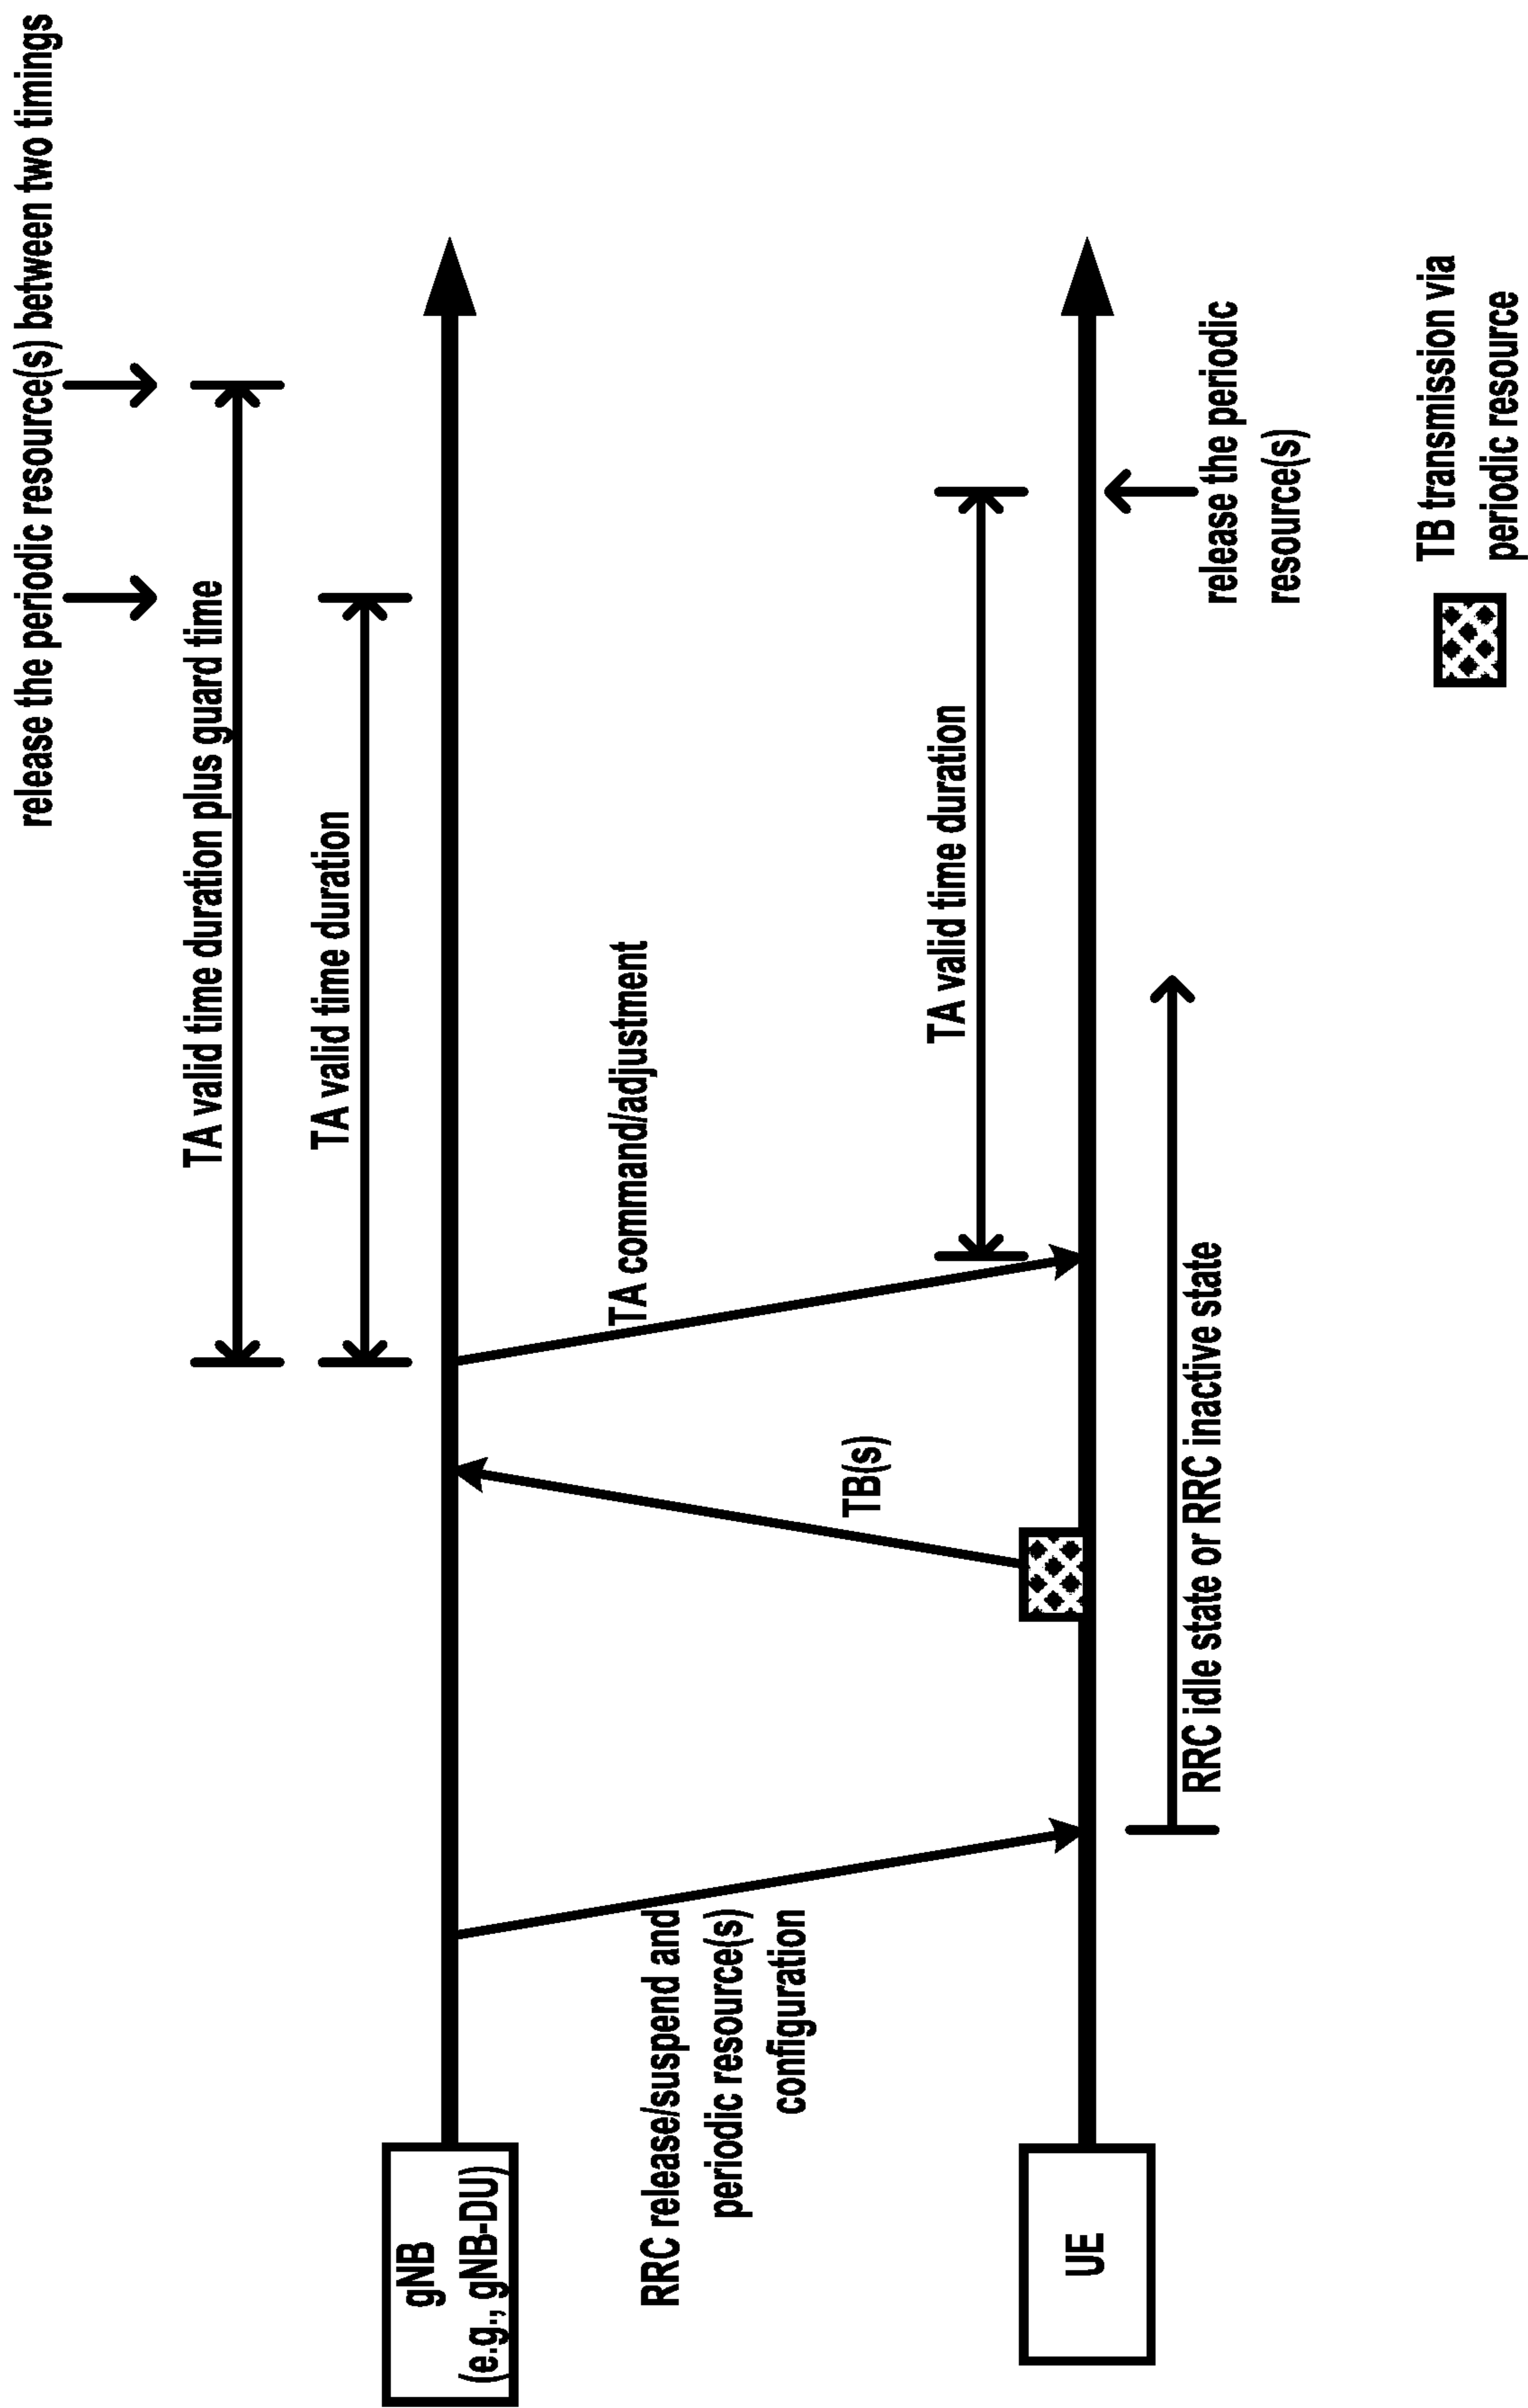 release the periodic resource(s) between two timings
TA valid time duration plus guard time
TA valid time duration
gNB
(e.g., gNB-DU)
RRC release/suspend and
periodic resource(s)
configuration
TB(s)
TA command/adjustment
TA valid time duration
UE
RRC idle state or RRC inactive state
release the periodic
resource(s)
TB transmission via
periodic resource